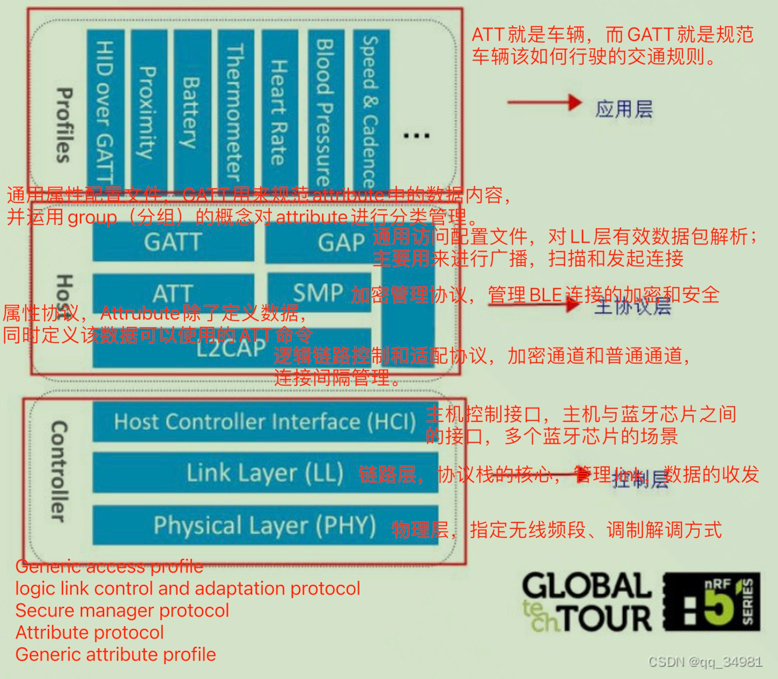 ATT就是车辆，而GATT就是规范
车辆该如何行驶的交通规则。
HID over GATT
Proximity
Battery
Thermometer
Heart Rate
Blood Pressure
Speed & Cadence
...
Profiles
应用层
通用属性配置文件，GATT用来规范attribute中的数据内容，
并运用group（分组）的概念对attribute进行分类管理。
GATT
GAP
通用访问配置文件，对LL层有效数据包解析；
主要用来进行广播，扫描和发起连接
Host
ATT
SMP
加密管理协议，管理BLE连接的加密和安全
主协议层
属性协议，Attrubute除了定义数据，
同时定义该数据可以使用的ATT命令
L2CAP
逻辑链路控制和适配协议，加密通道和普通通道，
连接间隔管理。
Controller
Host Controller Interface (HCI)
主机控制接口，主机与蓝牙芯片之间
的接口，多个蓝牙芯片的场景
Link Layer (LL)
链路层，协议栈的核心，管理link，数据的收发
控制层
Physical Layer (PHY)
物理层，指定无线频段、调制解调方式
Generic access profile
logic link control and adaptation protocol
Secure manager protocol
Attribute protocol
Generic attribute profile
GLOBAL
tech TOUR
nRF
5
SERIES
CSDN @qq_34981